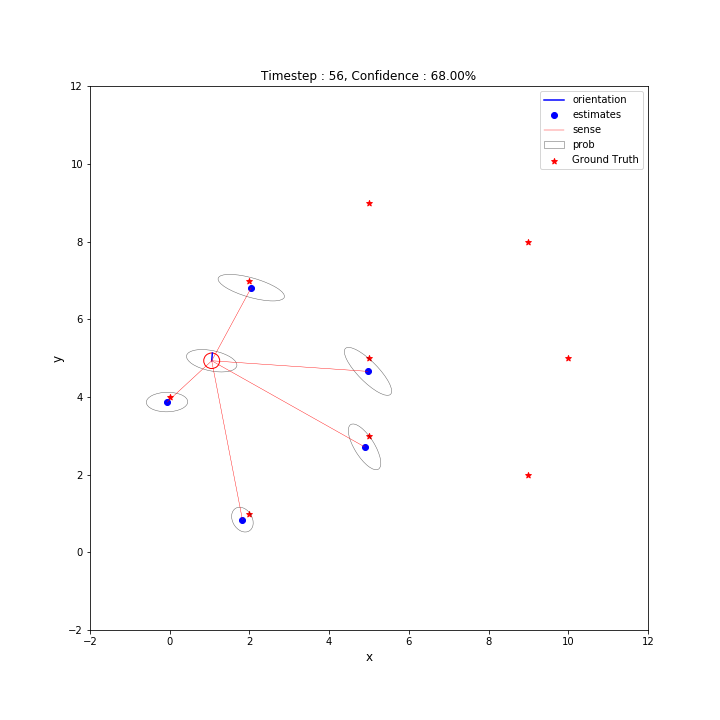 Timestep : 56, Confidence : 68.00%
orientation
estimates
sense
prob
Ground Truth
12
10
8
6
4
2
0
−2
y
−2 0 2 4 6 8 10 12
x